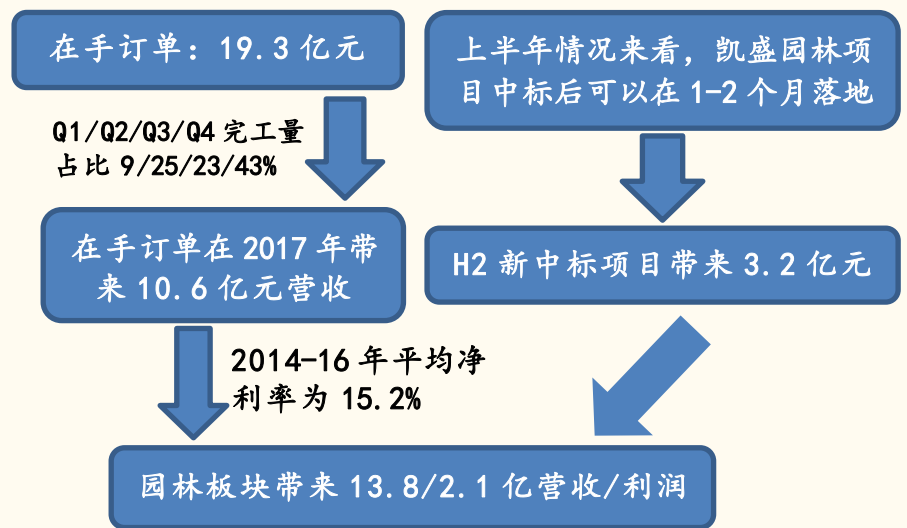 在手订单：19.3 亿元
上半年情况来看，凯盛园林项
目中标后可以在 1-2 个月落地
Q1/Q2/Q3/Q4 完工量
占比 9/25/23/43%
在手订单在 2017 年带
来 10.6 亿元营收
H2 新中标项目带来 3.2 亿元
2014-16 年平均净
利率为 15.2%
园林板块带来 13.8/2.1 亿营收/利润